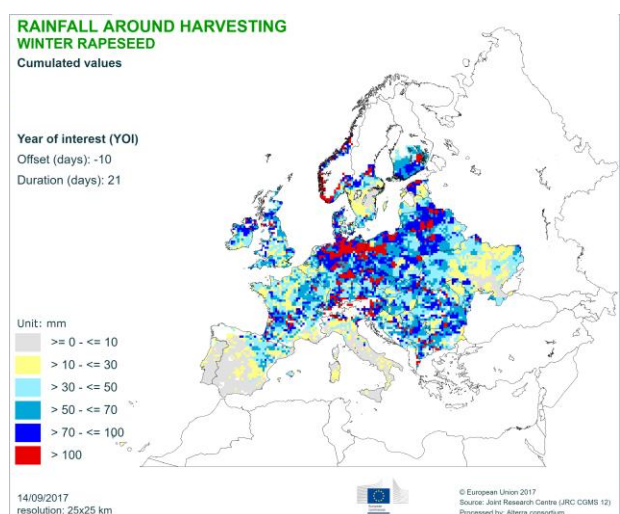 RAINFALL AROUND HARVESTING
WINTER RAPESEED
Cumulated values
Year of interest (YOI)
Offset (days): -10
Duration (days): 21
Unit: mm
>= 0 - <= 10
> 10 - <= 30
> 30 - <= 50
> 50 - <= 70
> 70 - <= 100
> 100
14/09/2017
resolution: 25x25 km
© European Union 2017
Source: Joint Research Centre (JRC CGMS 12)
Processed by: Alterra consortium